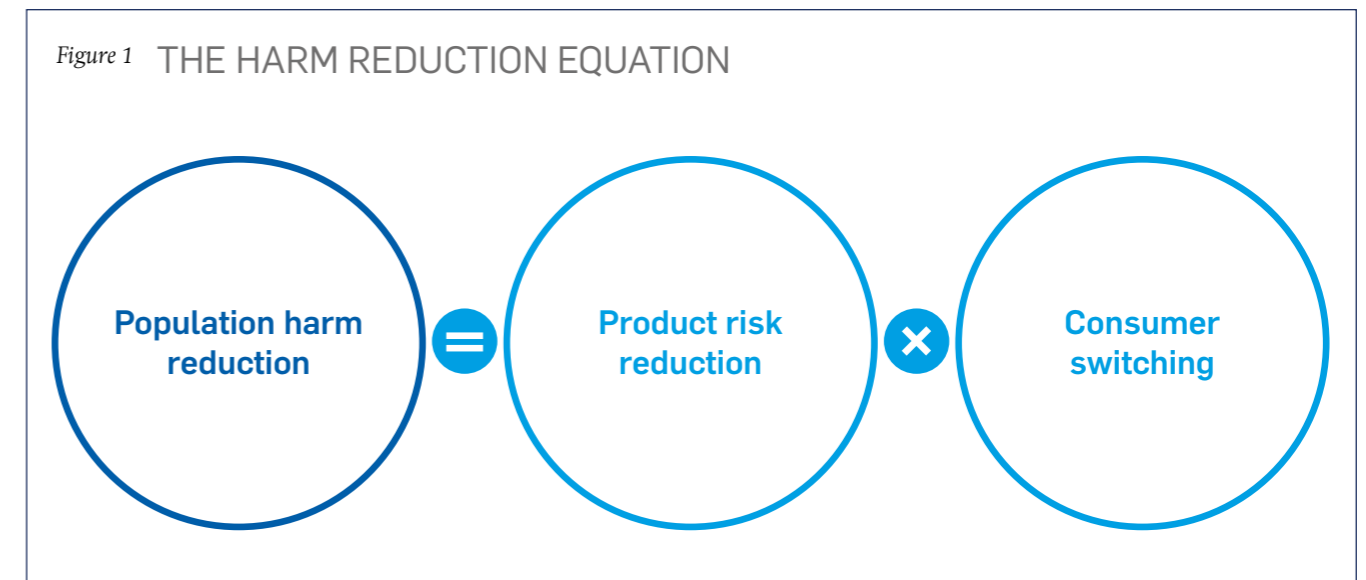 Figure 1 THE HARM REDUCTION EQUATION
Population harm
reduction
=
Product risk
reduction
×
Consumer
switching